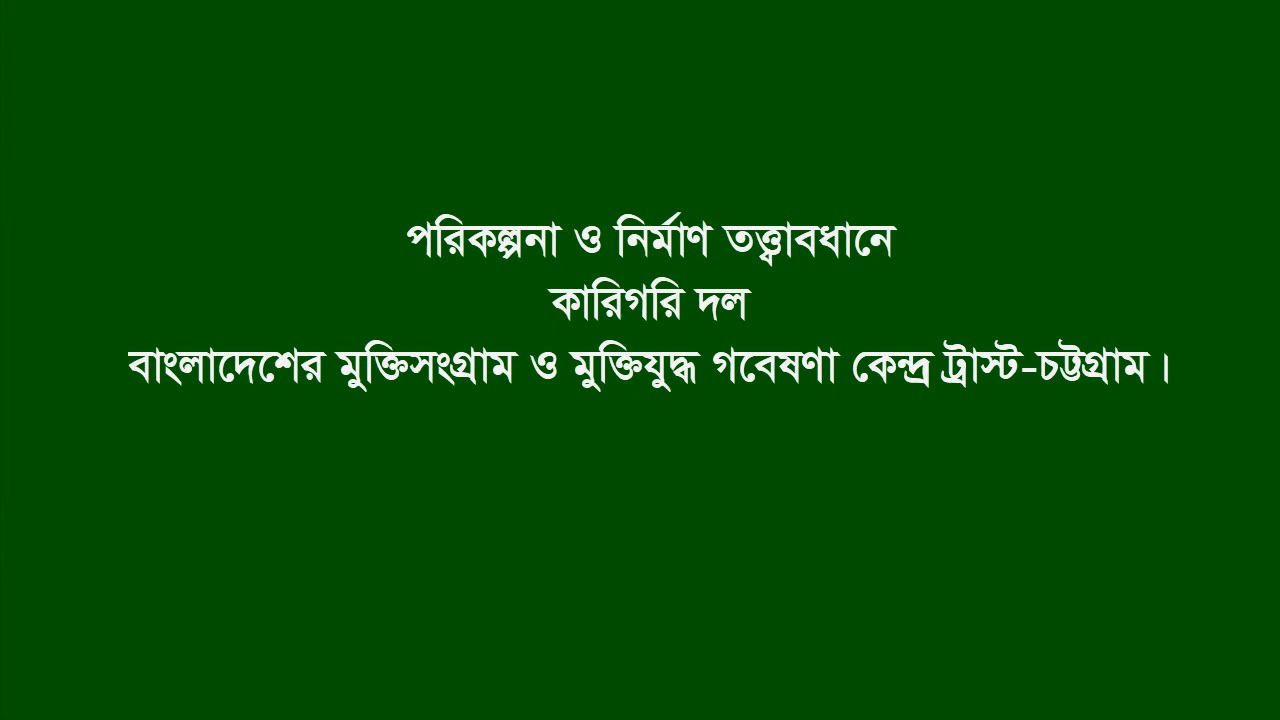 পরিকল্পনা ও নির্মাণ তত্ত্বাবধানে
কারিগরি দল
বাংলাদেশের মুক্তিসংগ্রাম ও মুক্তিযুদ্ধ গবেষণা কেন্দ্র ট্রাস্ট-চট্টগ্রাম।